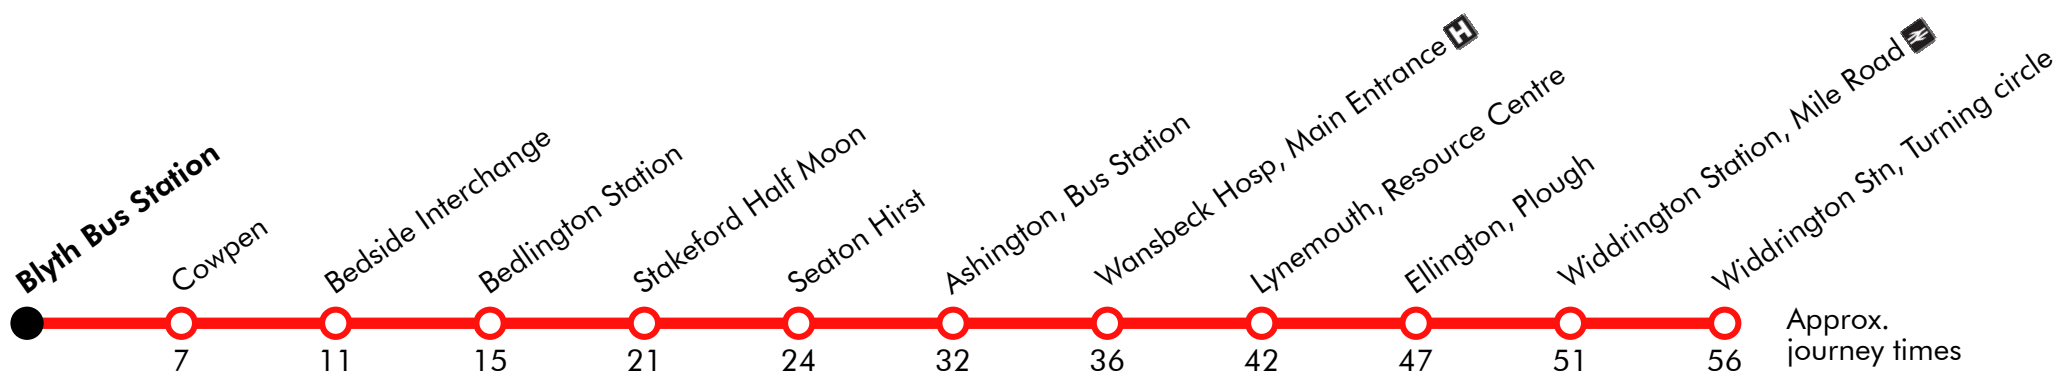 Blyth Bus Station
Cowpen
Bedside Interchange
Bedlington Station
Stakeford Half Moon
Seaton Hirst
Ashington, Bus Station
Wansbeck Hosp, Main Entrance H
Lynemouth, Resource Centre
Ellington, Plough
Widdrington Station, Mile Road
Widdrington Stn, Turning circle
7 11 15 21 24 32 36 42 47 51 56
Approx.
journey times